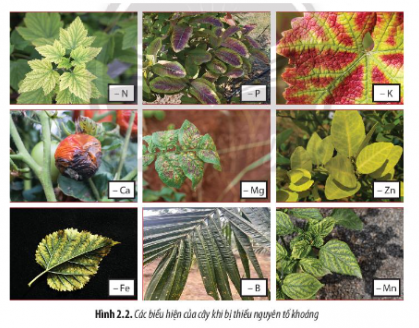 – N
– P
– K
– Ca
– Mg
– Zn
– Fe
– B
– Mn
Hình 2.2. Các biểu hiện của cây khi bị thiếu nguyên tố khoáng